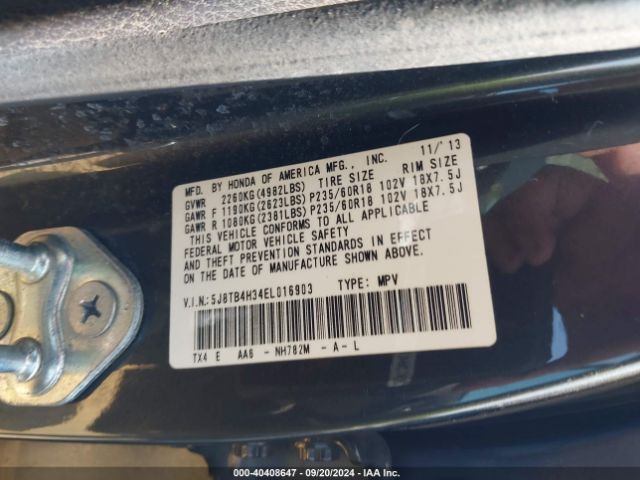 MFD. BY HONDA OF AMERICA MFG., INC. 11/'13
GVWR 2260KG(4982LBS) TIRE SIZE RIM SIZE
GAWR F 1190KG(2623LBS)P235/60R18 102V 18X7.5J
GAWR R 1080KG(2381LBS)P235/60R18 102V 18X7.5J
THIS VEHICLE CONFORMS TO ALL APPLICABLE
FEDERAL MOTOR VEHICLE SAFETY
AND THEFT PREVENTION STANDARDS IN EFFECT
ON THE DATE OF MANUFACTURE SHOWN ABOVE.
V.I.N:5J8TB4H34EL016903 TYPE: MPV
TX4 E AA6 - NH782M - A - L
000-40408647 - 09/20/2024 - IAA Inc.